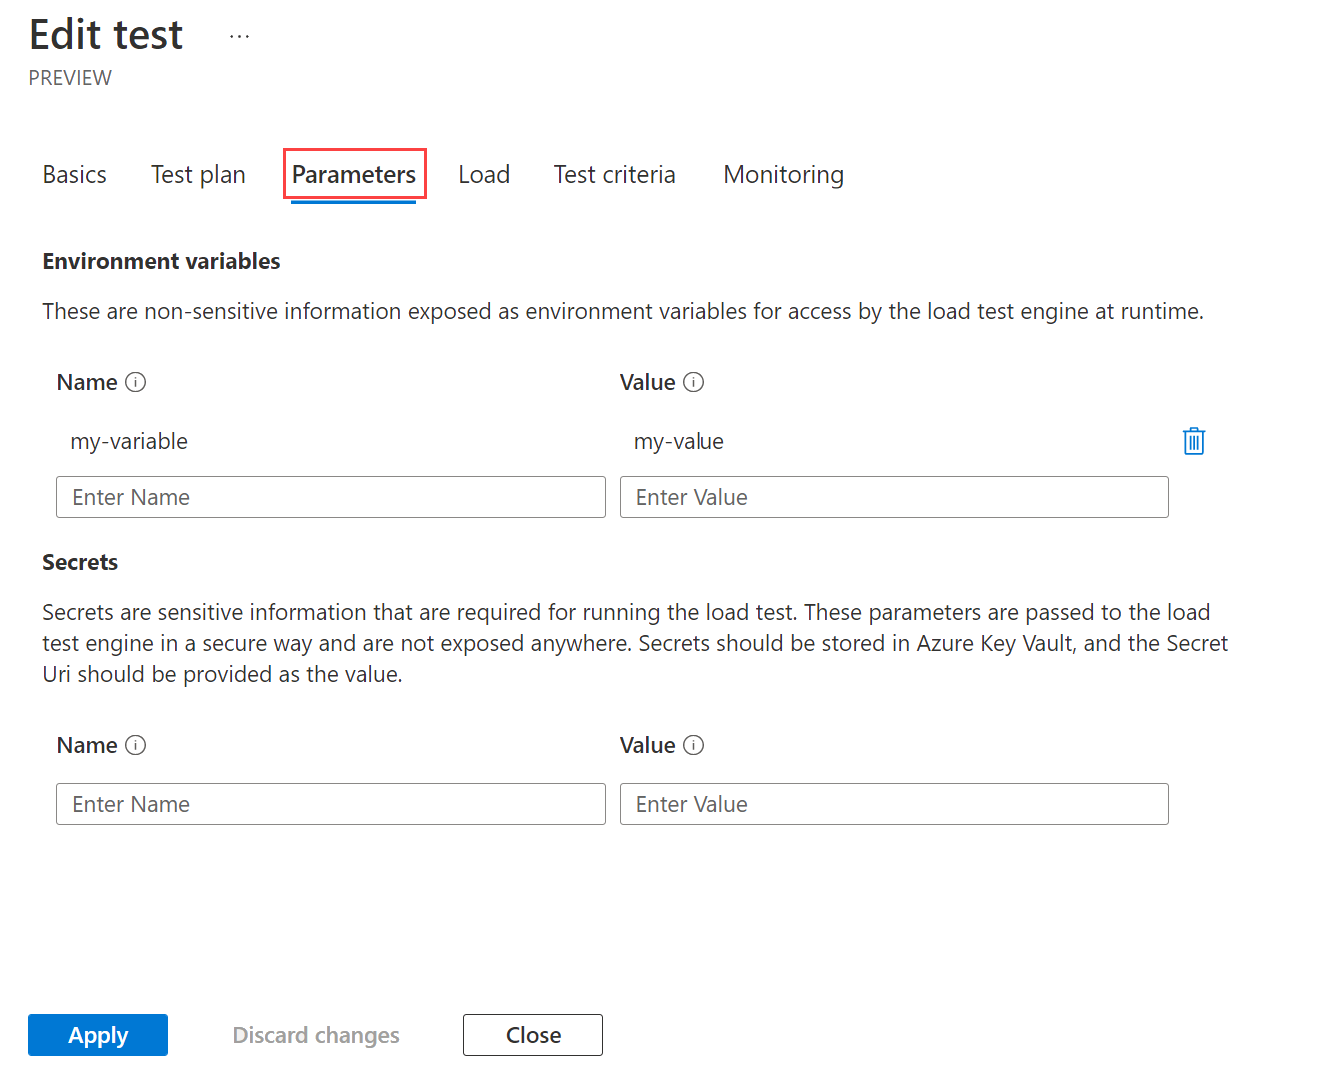 Edit test ...
PREVIEW
Basics Test plan Parameters Load Test criteria Monitoring
Environment variables
These are non-sensitive information exposed as environment variables for access by the load test engine at runtime.
Name Value
my-variable my-value
Enter Name Enter Value
Secrets
Secrets are sensitive information that are required for running the load test. These parameters are passed to the load
test engine in a secure way and are not exposed anywhere. Secrets should be stored in Azure Key Vault, and the Secret
Uri should be provided as the value.
Name Value
Enter Name Enter Value
Apply Discard changes Close